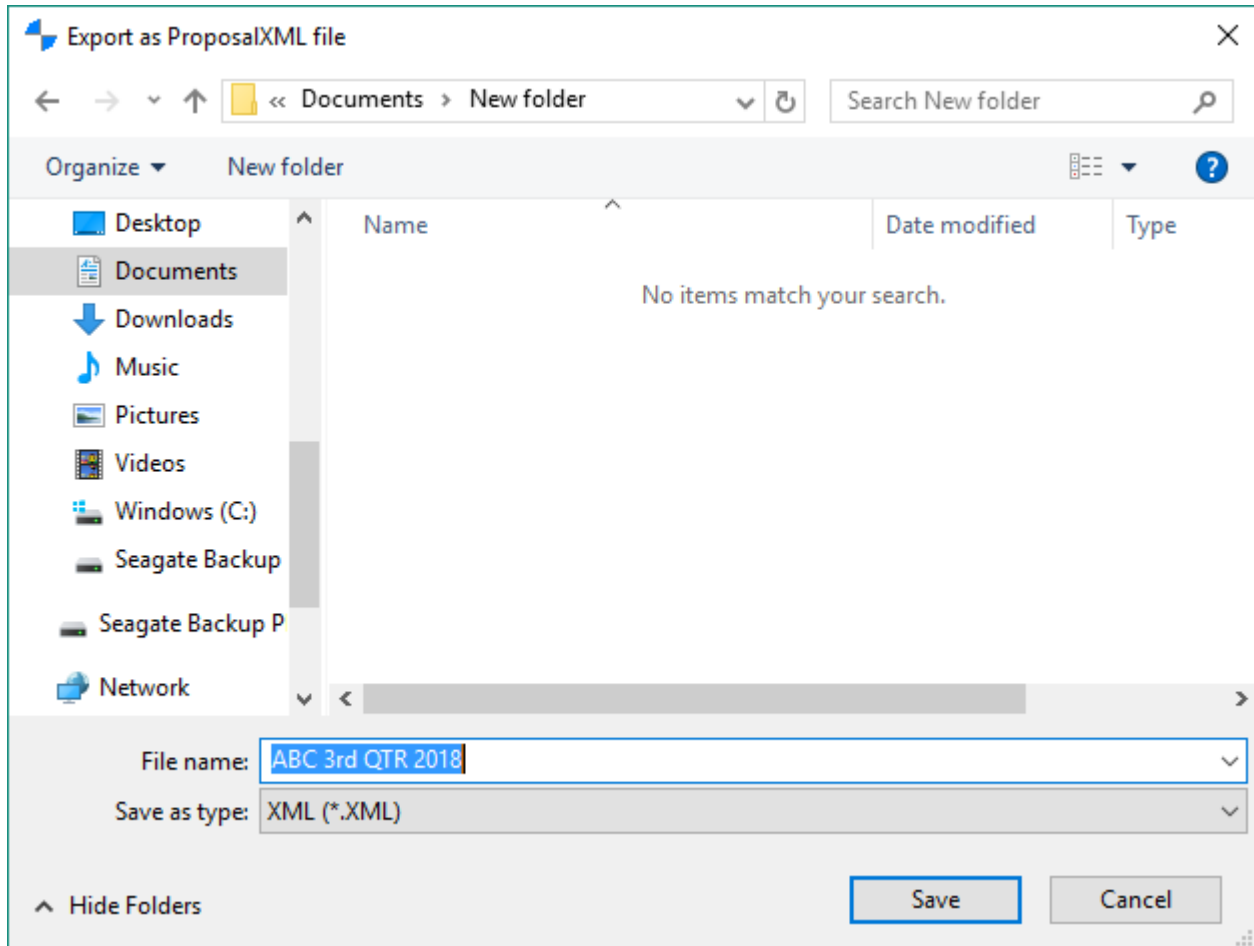 Export as ProposalXML file
« Documents > New folder Search New folder
Organize New folder ?
Name Date modified Type
No items match your search.
Desktop
Documents
Downloads
Music
Pictures
Videos
Windows (C:)
Seagate Backup
Seagate Backup P
Network
File name: ABC 3rd QTR 2018
Save as type: XML (*.XML)
Hide Folders Save Cancel